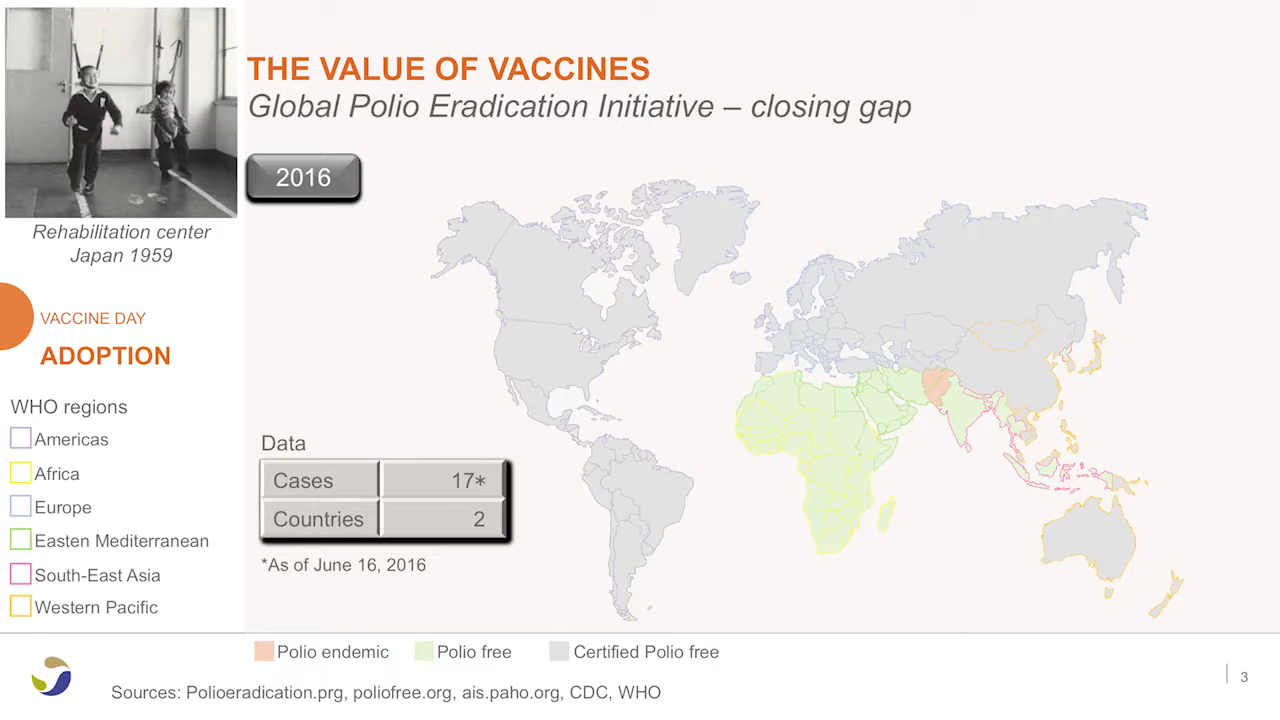 THE VALUE OF VACCINES
Global Polio Eradication Initiative – closing gap
2016
Rehabilitation center
Japan 1959
VACCINE DAY
ADOPTION
WHO regions
Americas
Africa
Europe
Easten Mediterranean
South-East Asia
Western Pacific
Data
Cases 17*
Countries 2
*As of June 16, 2016
Polio endemic Polio free Certified Polio free
Sources: Polioeradication.prg, poliofree.org, ais.paho.org, CDC, WHO
3